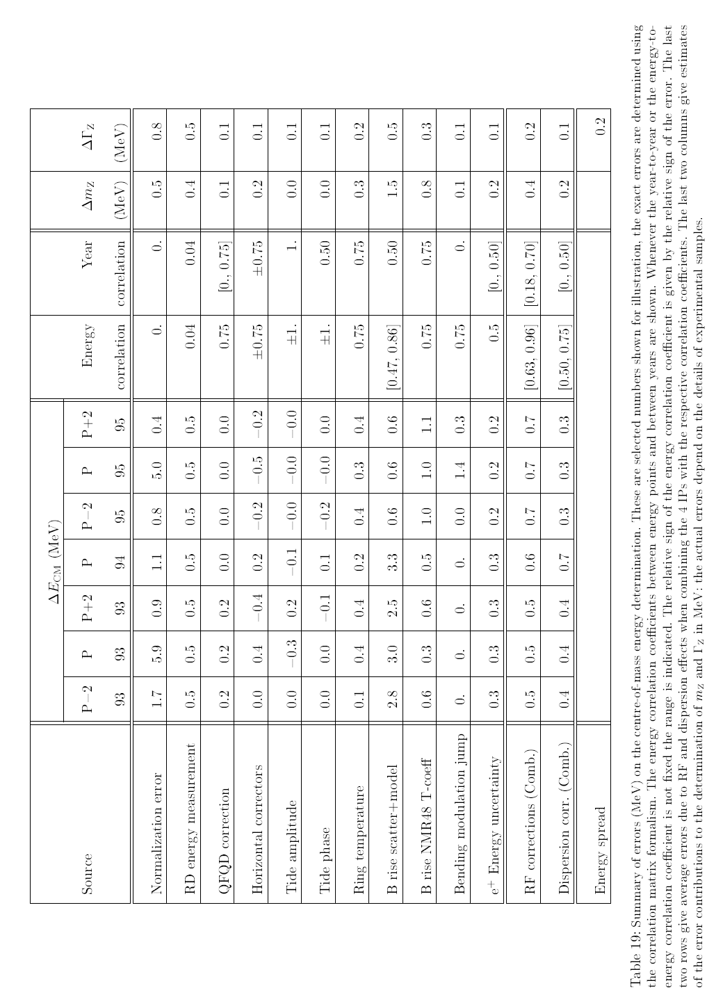 ΔE_CM (MeV)
Source P−2 P P+2 P P−2 P P+2 Energy Year Δm_Z ΔΓ_Z
93 93 93 94 95 95 95 correlation correlation (MeV) (MeV)
Normalization error 1.7 5.9 0.9 1.1 0.8 5.0 0.4 0. 0. 0.5 0.8
RD energy measurement 0.5 0.5 0.5 0.5 0.5 0.5 0.5 0.04 0.04 0.4 0.5
QFQD correction 0.2 0.2 0.2 0.0 0.0 0.0 0.0 0.75 [0., 0.75] 0.1 0.1
Horizontal correctors 0.0 0.4 −0.4 0.2 −0.2 −0.5 −0.2 ±0.75 ±0.75 0.2 0.1
Tide amplitude 0.0 −0.3 0.2 −0.1 −0.0 −0.0 −0.0 ±1. 1. 0.0 0.1
Tide phase 0.0 0.0 −0.1 0.1 −0.2 −0.0 0.0 ±1. 0.50 0.0 0.1
Ring temperature 0.1 0.4 0.4 0.2 0.4 0.3 0.4 0.75 0.75 0.3 0.2
B rise scatter+model 2.8 3.0 2.5 3.3 0.6 0.6 0.6 [0.47, 0.86] 0.50 1.5 0.5
B rise NMR48 T-coeff 0.6 0.3 0.6 0.5 1.0 1.0 1.1 0.75 0.75 0.8 0.3
Bending modulation jump 0. 0. 0. 0. 0.0 1.4 0.3 0.75 0. 0.1 0.1
e⁺ Energy uncertainty 0.3 0.3 0.3 0.3 0.2 0.2 0.2 0.5 [0., 0.50] 0.2 0.1
RF corrections (Comb.) 0.5 0.5 0.5 0.6 0.7 0.7 0.7 [0.63, 0.96] [0.18, 0.70] 0.4 0.2
Dispersion corr. (Comb.) 0.4 0.4 0.4 0.7 0.3 0.3 0.3 [0.50, 0.75] [0., 0.50] 0.2 0.1
Energy spread 0.2
Table 19: Summary of errors (MeV) on the centre-of-mass energy determination. These are selected numbers shown for illustration, the exact errors are determined using
the correlation matrix formalism. The energy correlation coefficients between energy points and between years are shown. Whenever the year-to-year or the energy-to-
energy correlation coefficient is not fixed the range is indicated. The relative sign of the energy correlation coefficient is given by the relative sign of the error. The last
two rows give average errors due to RF and dispersion effects when combining the 4 IPs with the respective correlation coefficients. The last two columns give estimates
of the error contributions to the determination of m_Z and Γ_Z in MeV; the actual errors depend on the details of experimental samples.